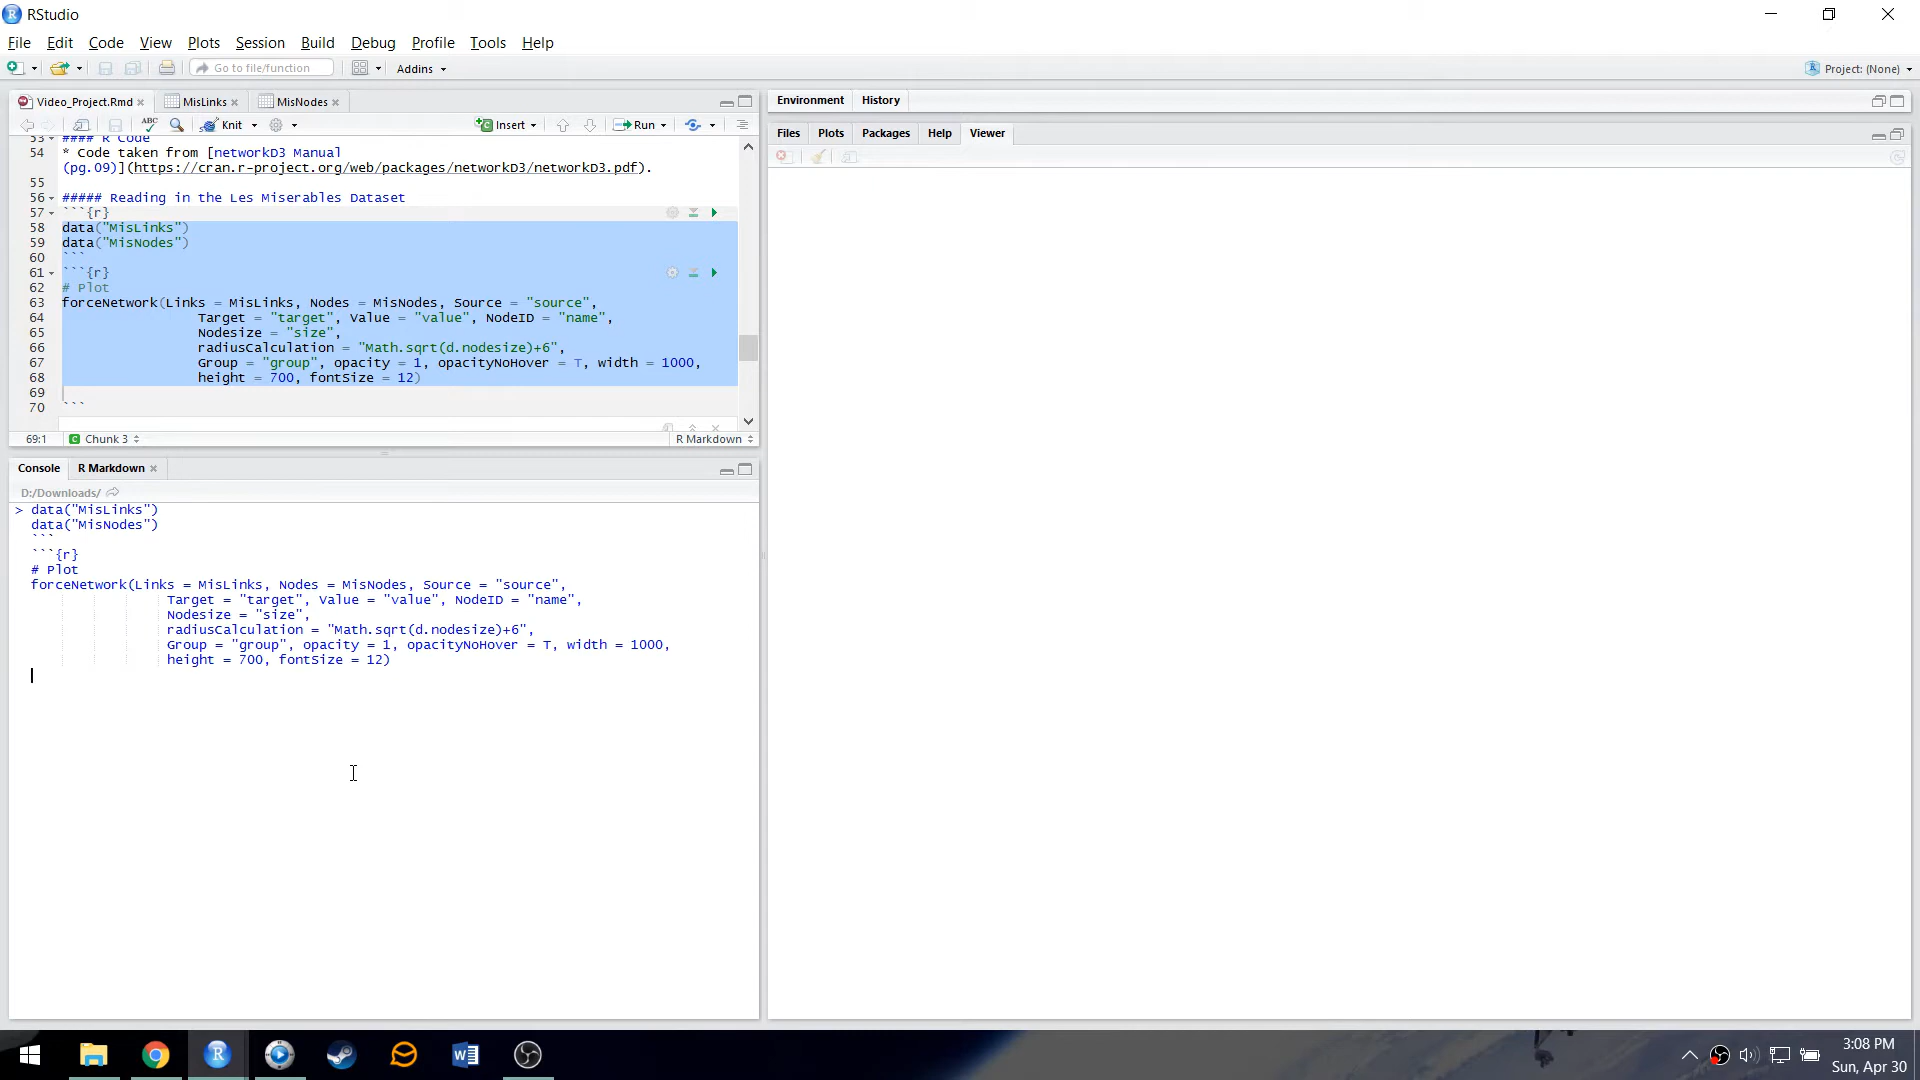 RStudio
File Edit Code View Plots Session Build Debug Profile Tools Help
Go to file/function Addins Project: (None)
Video_Project.Rmd MisLinks MisNodes
ABC Knit Insert Run
53 #### R Code
54 * Code taken from [networkD3 Manual
(pg.09)](https://cran.r-project.org/web/packages/networkD3/networkD3.pdf).
55
56 ##### Reading in the Les Miserables Dataset
57 ```{r}
58 data("MisLinks")
59 data("MisNodes")
60 ```
61 ```{r}
62 # Plot
63 forceNetwork(Links = MisLinks, Nodes = MisNodes, Source = "source",
64 Target = "target", Value = "value", NodeID = "name",
65 Nodesize = "size",
66 radiusCalculation = "Math.sqrt(d.nodesize)+6",
67 Group = "group", opacity = 1, opacityNoHover = T, width = 1000,
68 height = 700, fontSize = 12)
69
70 ```
69:1 C Chunk 3 R Markdown
Console R Markdown
D:/Downloads/
> data("MisLinks")
data("MisNodes")
```
```{r}
# Plot
forceNetwork(Links = MisLinks, Nodes = MisNodes, Source = "source",
Target = "target", Value = "value", NodeID = "name",
Nodesize = "size",
radiusCalculation = "Math.sqrt(d.nodesize)+6",
Group = "group", opacity = 1, opacityNoHover = T, width = 1000,
height = 700, fontSize = 12)
Environment History
Files Plots Packages Help Viewer
3:08 PM
Sun, Apr 30